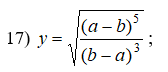 17) y = √((a − b)⁵ / (b − a)³) ;